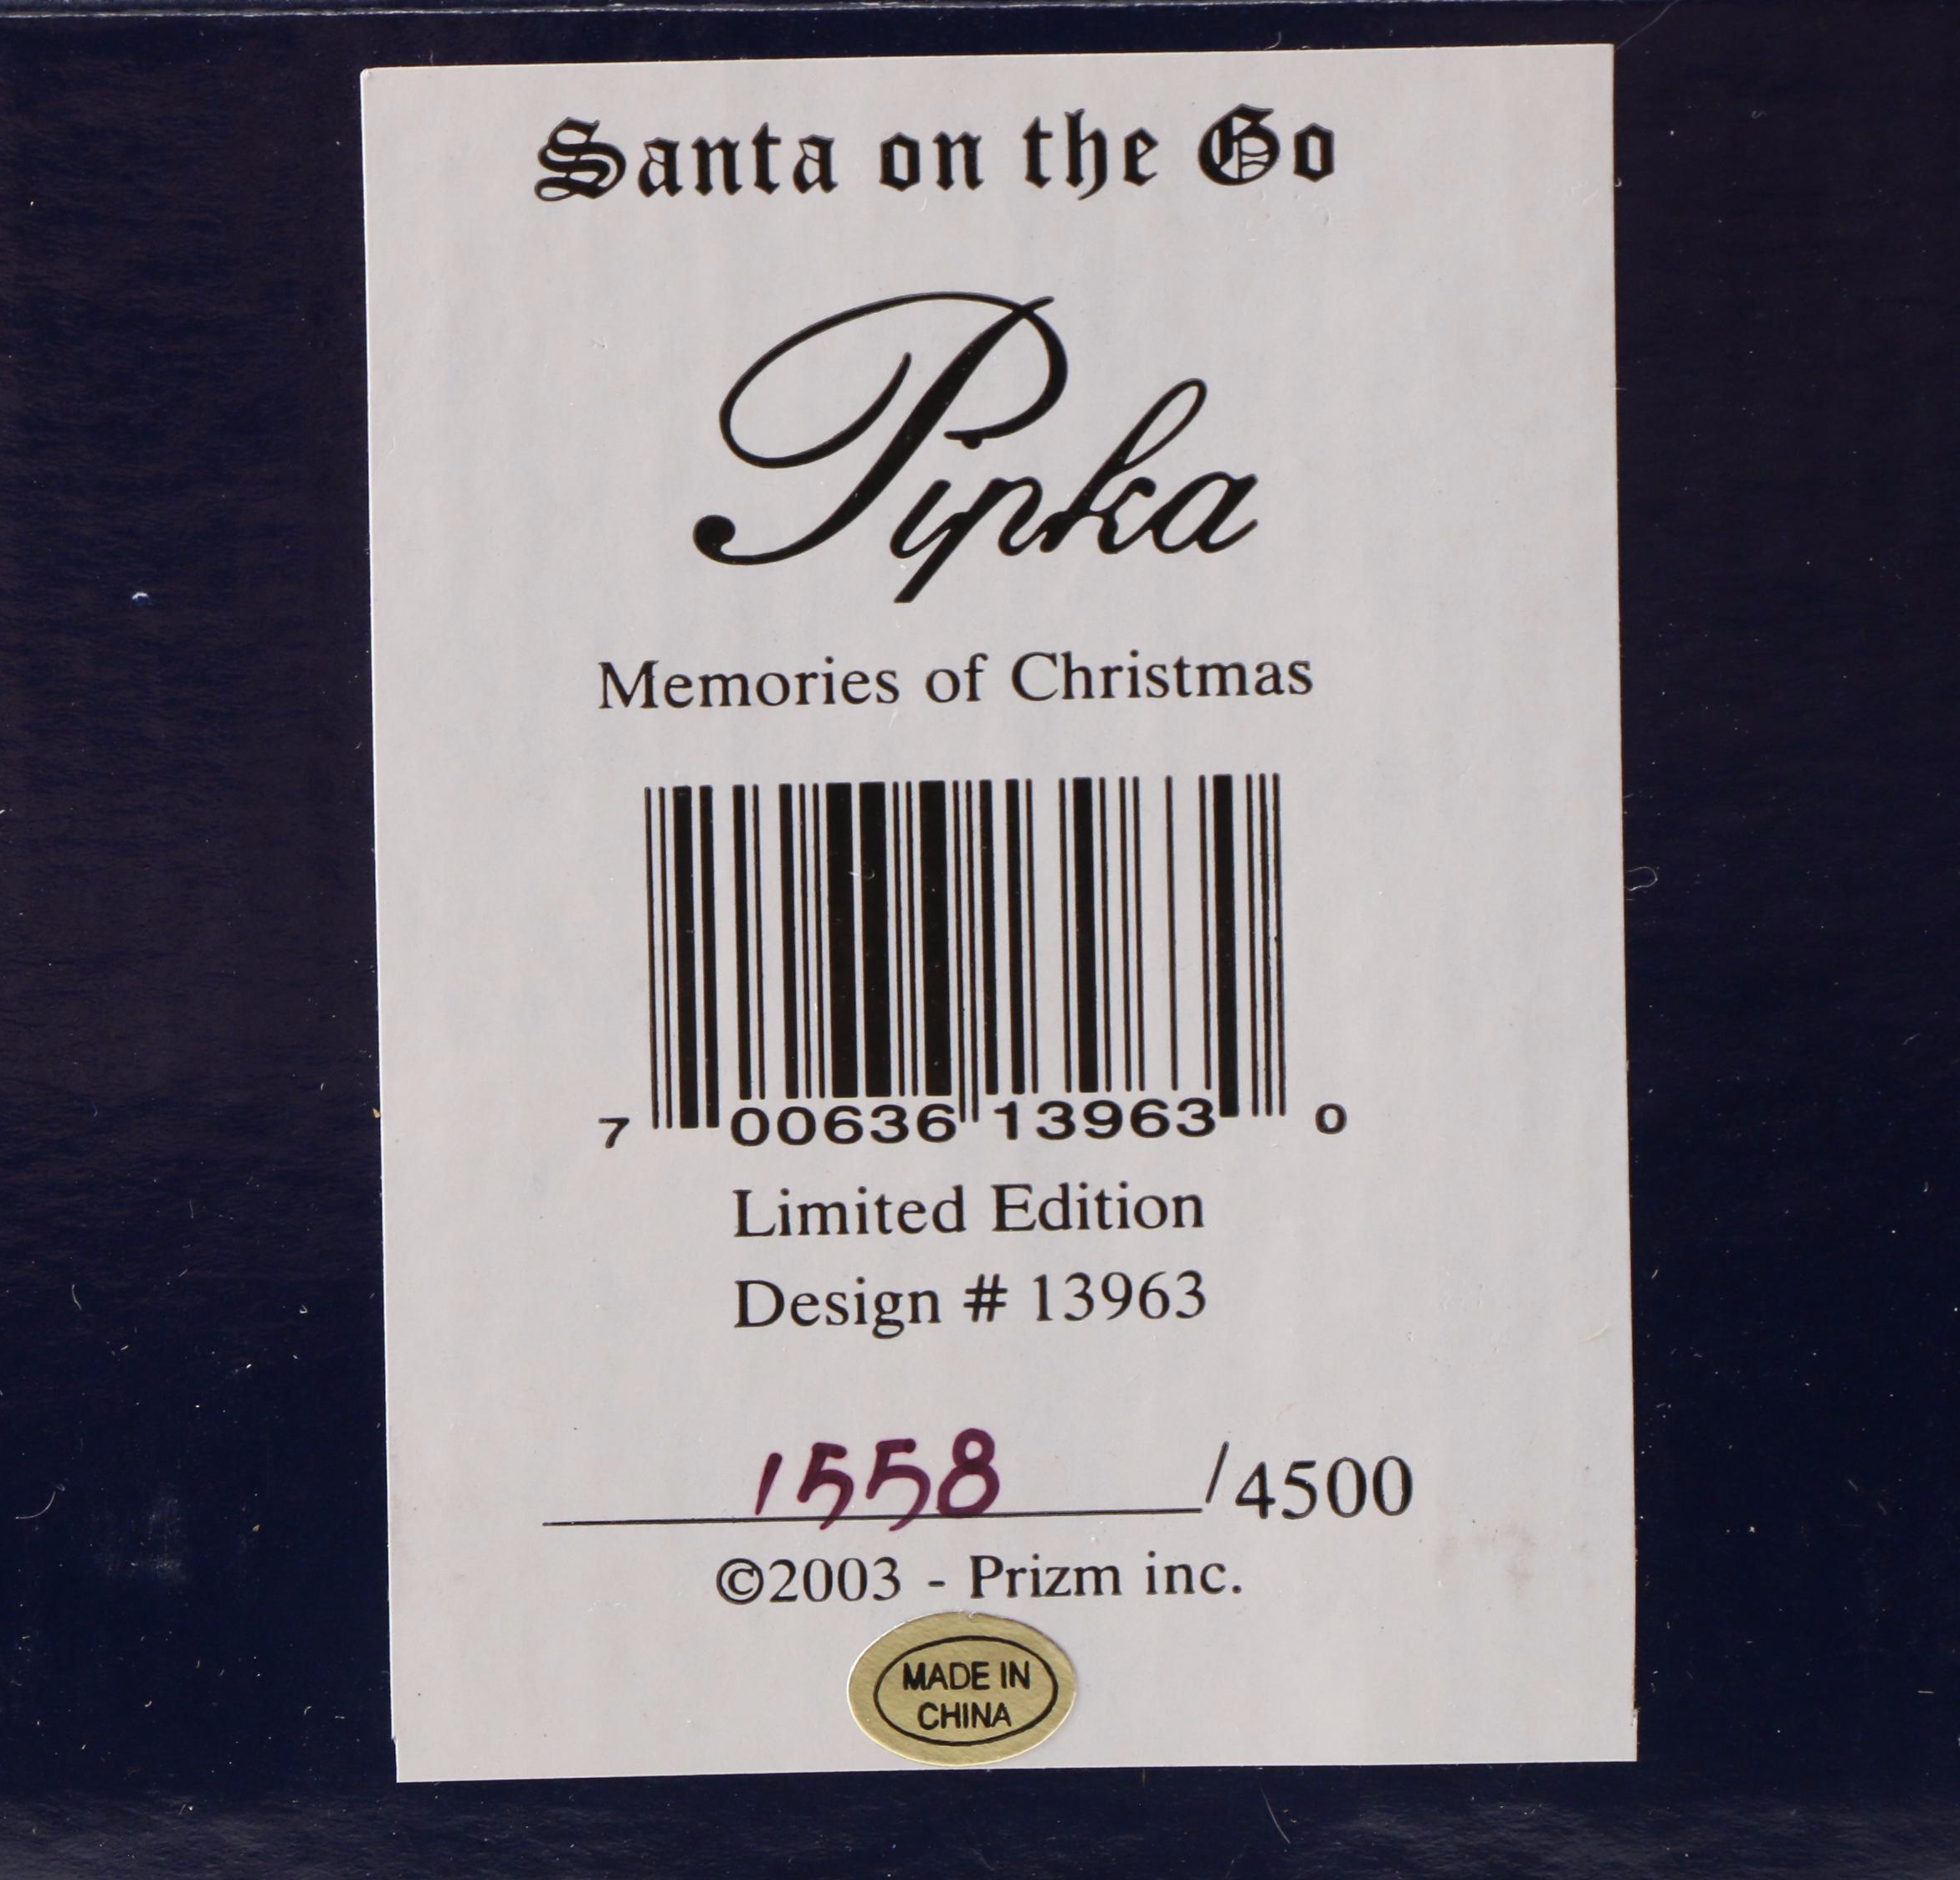 Santa on the Go
Pipka
Memories of Christmas
7 00636 13963 0
Limited Edition
Design # 13963
1558 /4500
©2003 - Prizm inc.
MADE IN
CHINA